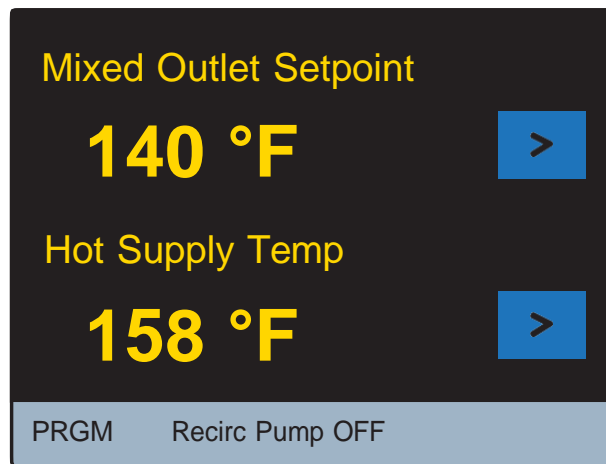 Mixed Outlet Setpoint
140 °F >
Hot Supply Temp
158 °F >
PRGM Recirc Pump OFF